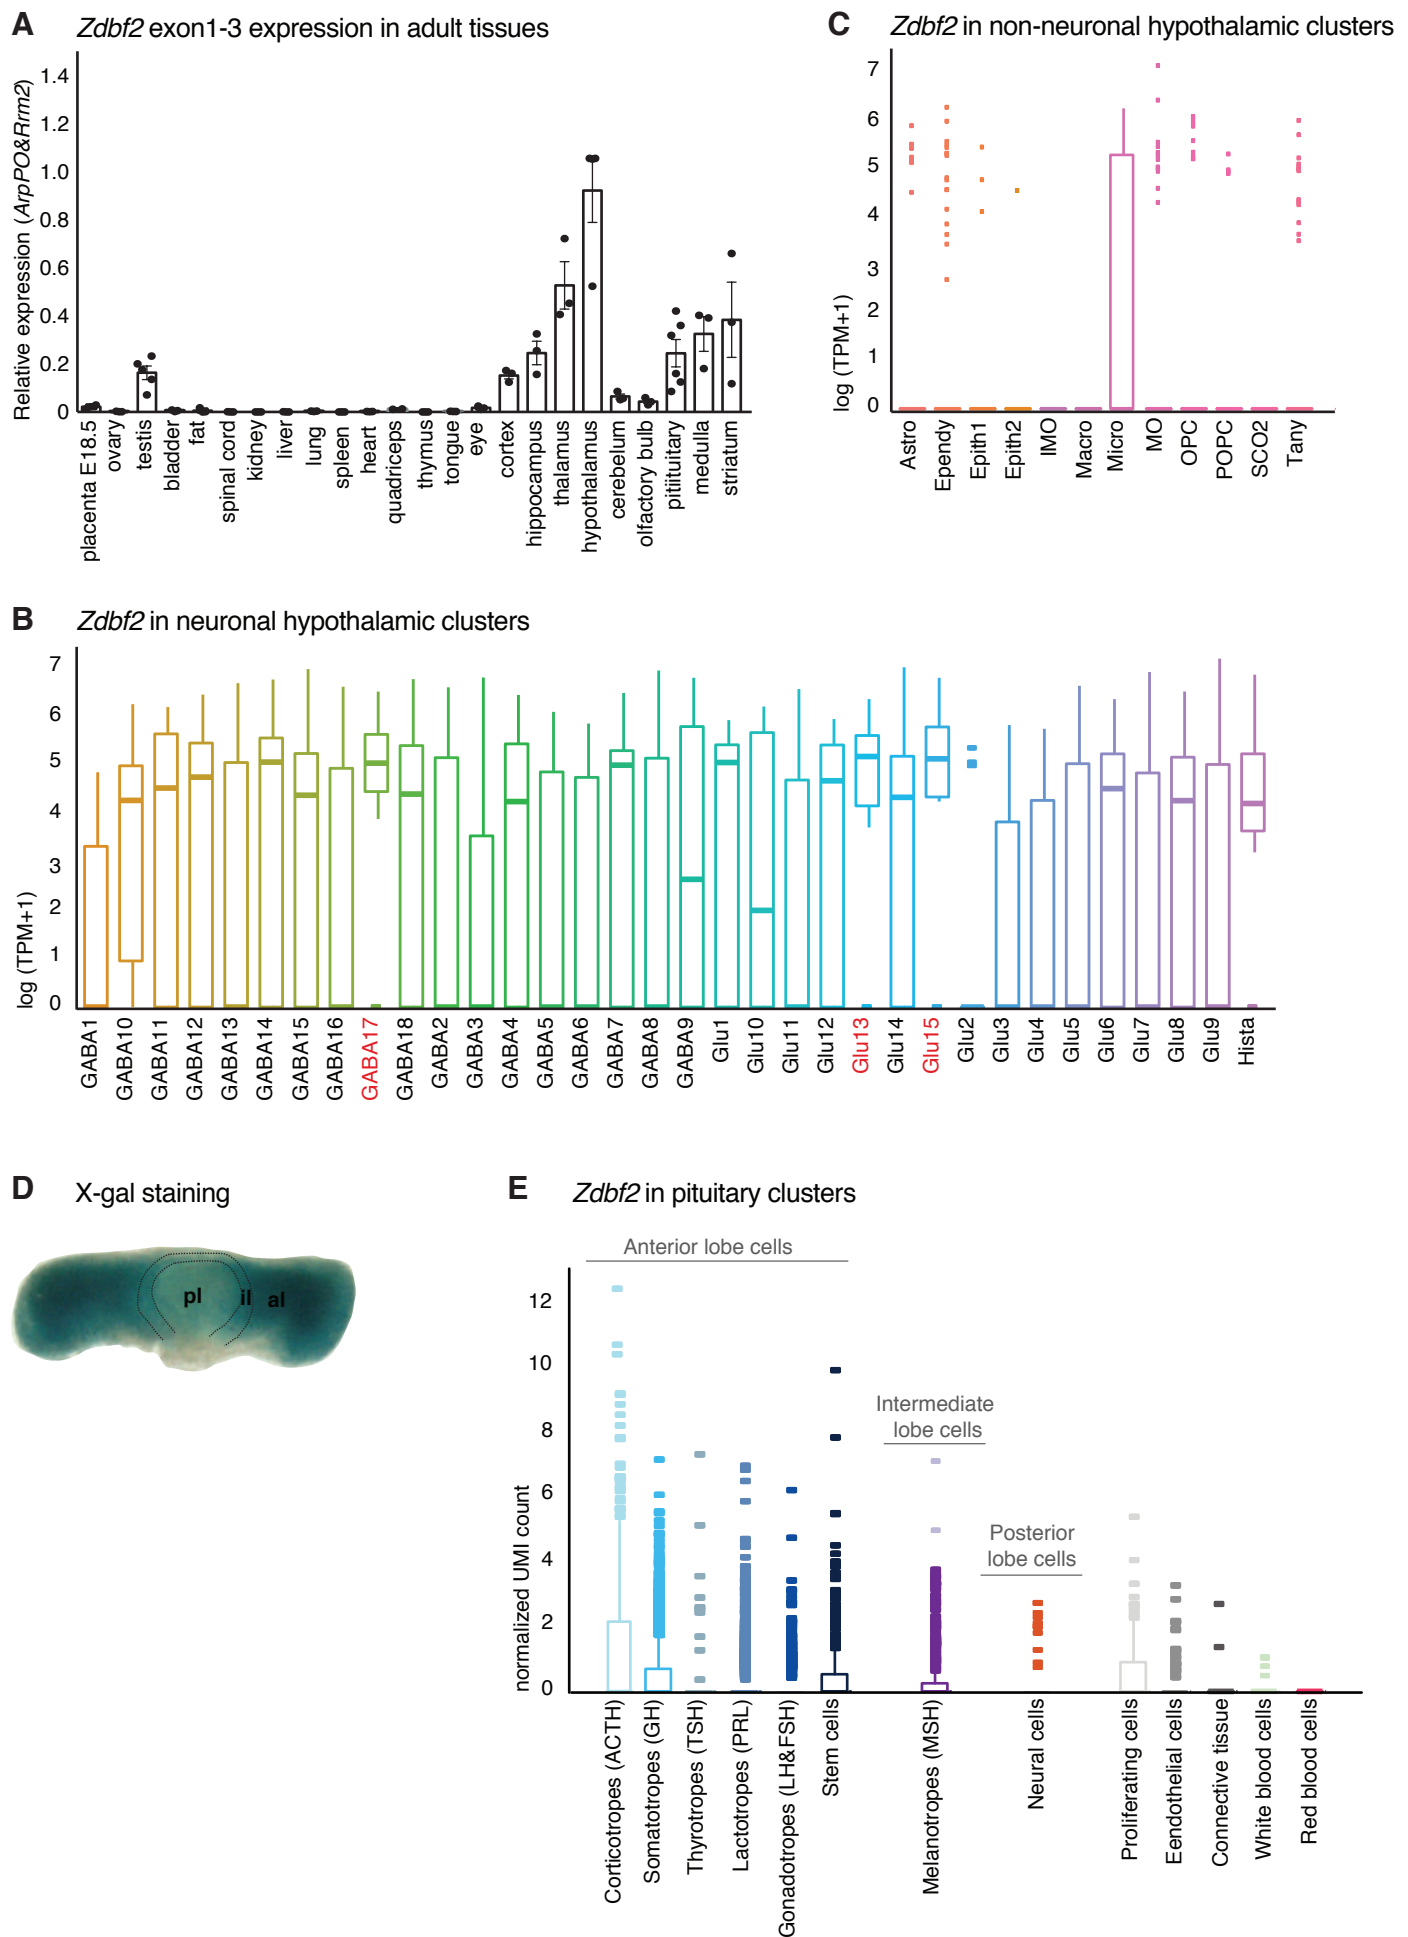 A Zdbf2 exon1-3 expression in adult tissues
Relative expression (ArpPO&Rrm2)
1.4
1.2
1.0
0.8
0.6
0.4
0.2
0
placenta E18.5
ovary
testis
bladder
fat
spinal cord
kidney
liver
lung
spleen
heart
quadriceps
thymus
tongue
eye
cortex
hippocampus
thalamus
hypothalamus
cerebellum
olfactory bulb
pitiituitary
medulla
striatum
C Zdbf2 in non-neuronal hypothalamic clusters
log (TPM+1)
7
6
5
4
3
2
1
0
Astro
Ependy
Epith1
Epith2
IMO
Macro
Micro
MO
OPC
POPC
SCO2
Tany
B Zdbf2 in neuronal hypothalamic clusters
log (TPM+1)
7
6
5
4
3
2
1
0
GABA1
GABA10
GABA11
GABA12
GABA13
GABA14
GABA15
GABA16
GABA17
GABA18
GABA2
GABA3
GABA4
GABA5
GABA6
GABA7
GABA8
GABA9
Glu1
Glu10
Glu11
Glu12
Glu13
Glu14
Glu15
Glu2
Glu3
Glu4
Glu5
Glu6
Glu7
Glu8
Glu9
Hista
D X-gal staining
pl
il
al
E Zdbf2 in pituitary clusters
Anterior lobe cells
Intermediate
lobe cells
Posterior
lobe cells
normalized UMI count
12
10
8
6
4
2
0
Corticotropes (ACTH)
Somatotropes (GH)
Thyrotropes (TSH)
Lactotropes (PRL)
Gonadotropes (LH&FSH)
Stem cells
Melanotropes (MSH)
Neural cells
Proliferating cells
Eendothelial cells
Connective tissue
White blood cells
Red blood cells